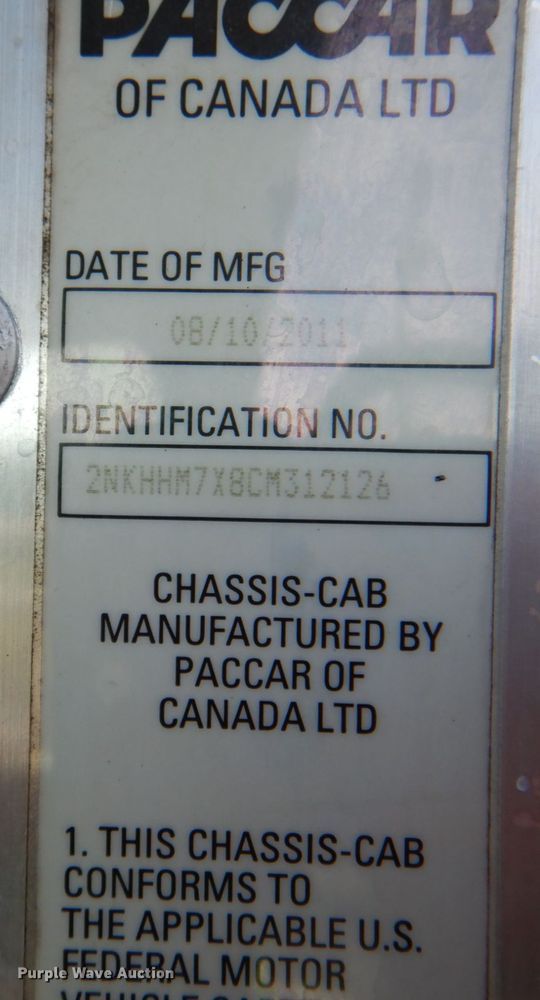 PACCAR
OF CANADA LTD
DATE OF MFG
08/10/2011
IDENTIFICATION NO.
2NKHHM7X8CM312126
CHASSIS-CAB
MANUFACTURED BY
PACCAR OF
CANADA LTD
1. THIS CHASSIS-CAB
CONFORMS TO
THE APPLICABLE U.S.
FEDERAL MOTOR
Purple Wave Auction